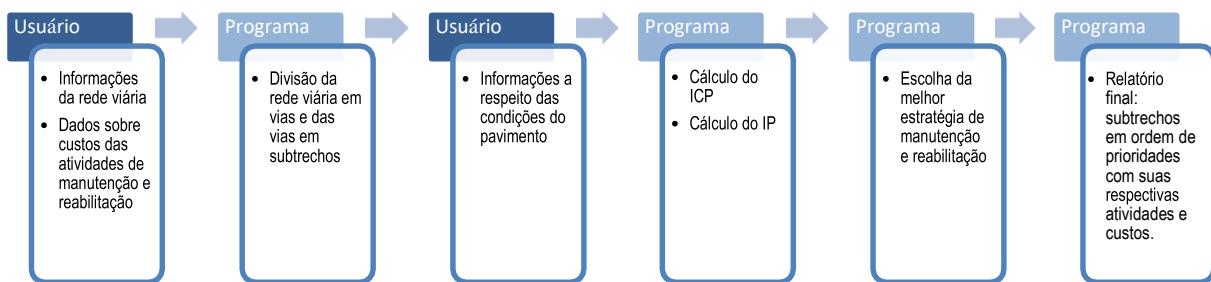 Usuário
• Informações
da rede viária
• Dados sobre
custos das
atividades de
manutenção e
reabilitação
Programa
• Divisão da
rede viária em
vias e das
vias em
subtrechos
Usuário
• Informações a
respeito das
condições do
pavimento
Programa
• Cálculo do
ICP
• Cálculo do IP
Programa
• Escolha da
melhor
estratégia de
manutenção
e reabilitação
Programa
• Relatório
final:
subtrechos
em ordem de
prioridades
com suas
respectivas
atividades e
custos.